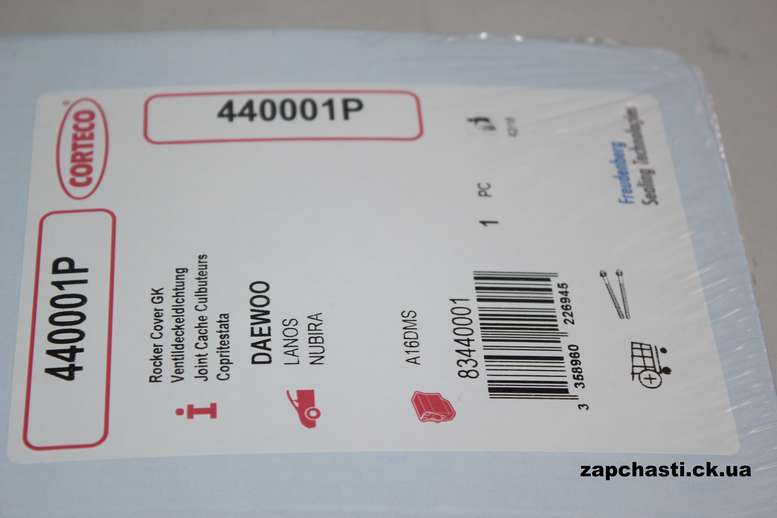 440001P
CORTECO
®
440001P
Rocker Cover GK
Ventildeckeldichtung
Joint Cache Culbuteurs
Copritestata
DAEWOO
LANOS
NUBIRA
A16DMS
83440001
3 358960 226945
1 PC
Freudenberg
Sealing Technologies
zapchasti.ck.ua